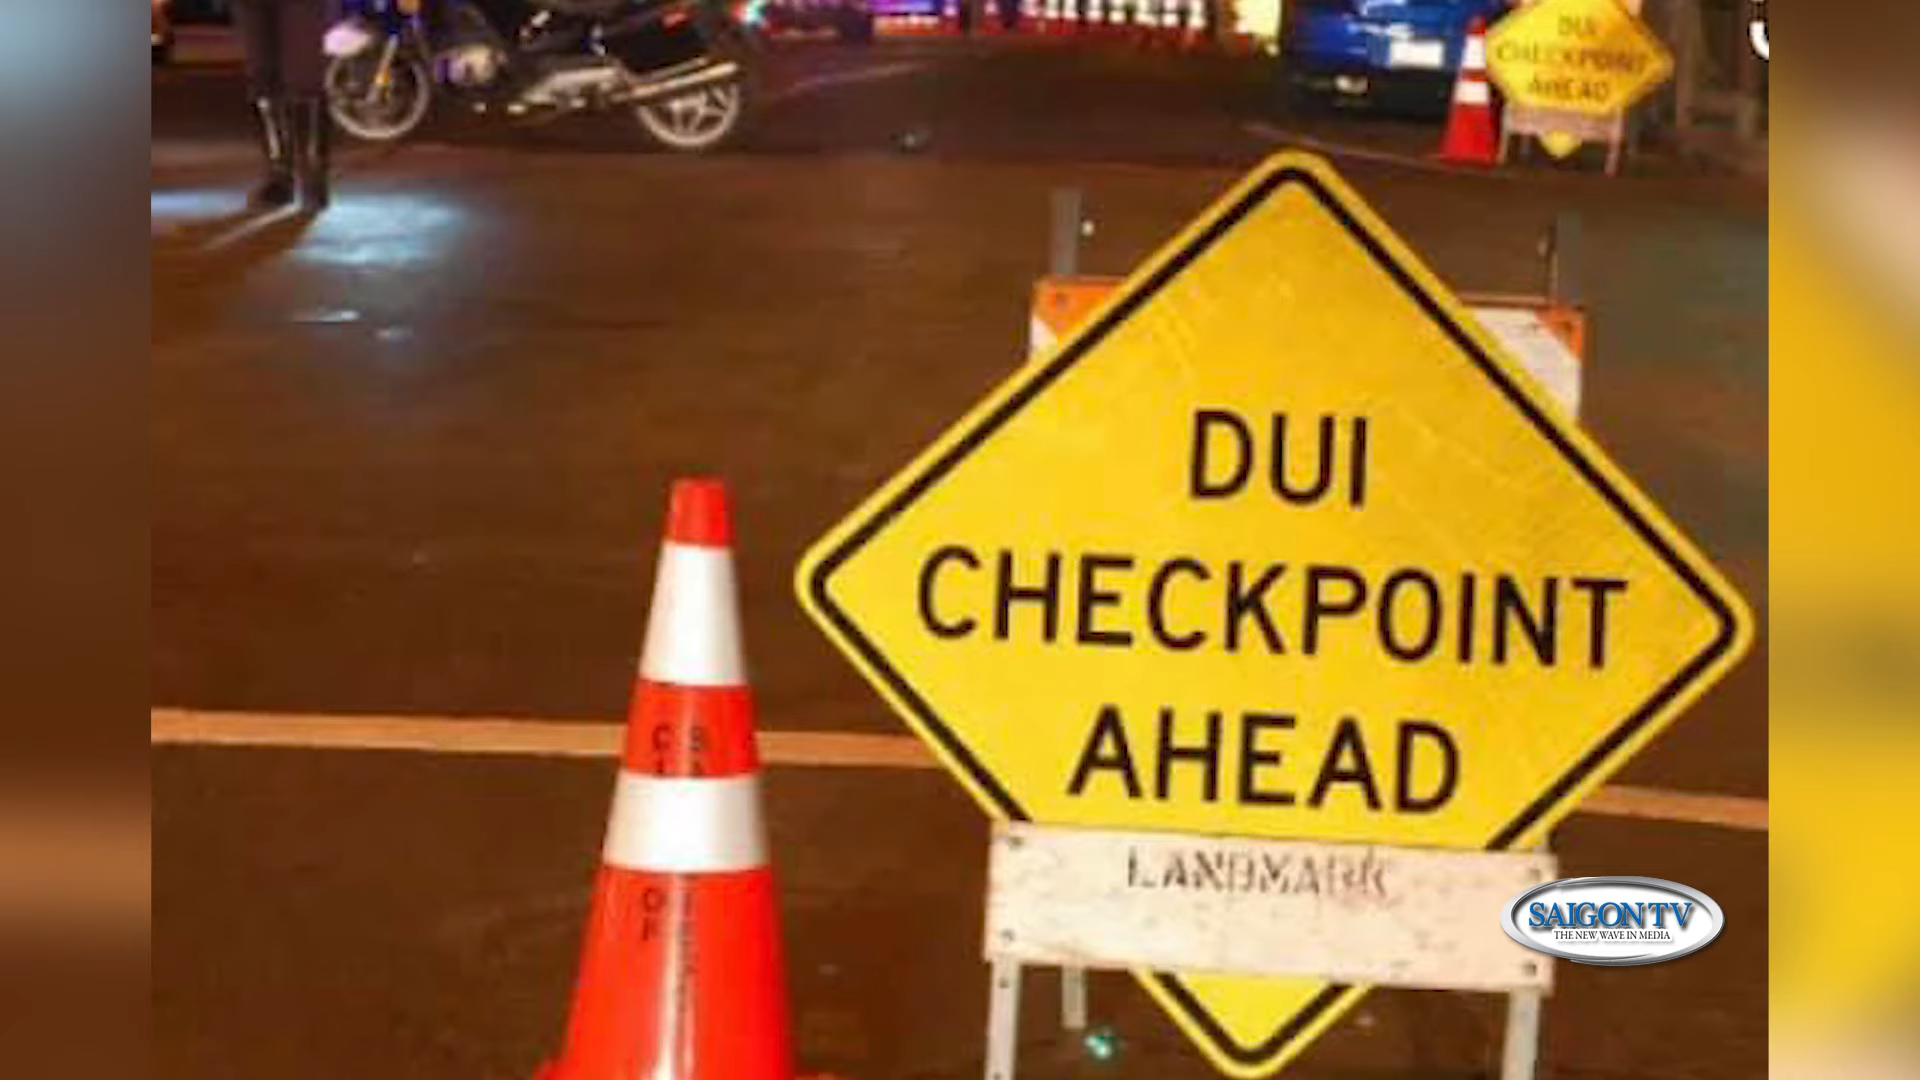 DUI
CHECKPOINT
AHEAD
DUI
CHECKPOINT
AHEAD
LANDMARK
SAIGON TV
THE NEW WAVE IN MEDIA